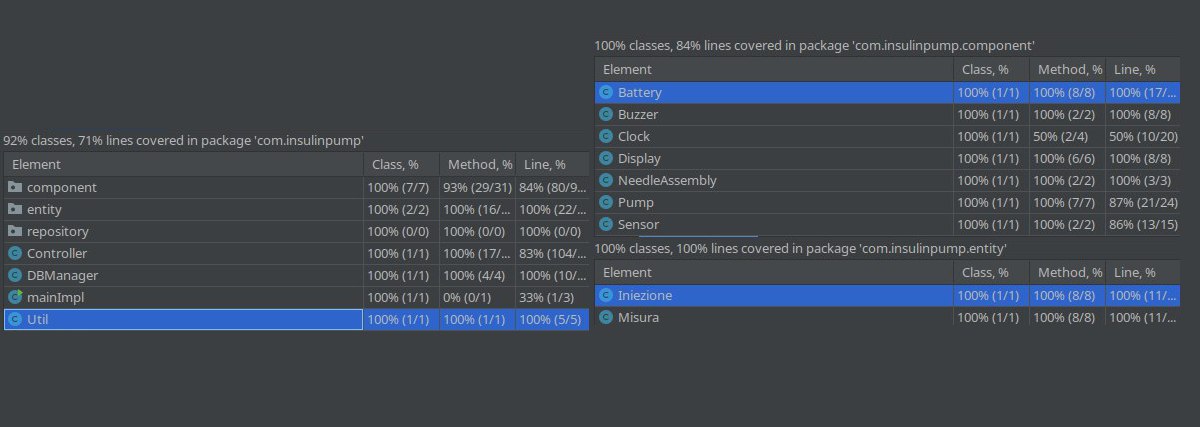 92% classes, 71% lines covered in package 'com.insulinpump'
Element Class, % Method, % Line, %
component 100% (7/7) 93% (29/31) 84% (80/9...
entity 100% (2/2) 100% (16/... 100% (22/...
repository 100% (0/0) 100% (0/0) 100% (0/0)
Controller 100% (1/1) 100% (17/... 83% (104/...
DBManager 100% (1/1) 100% (4/4) 100% (10/...
mainImpl 100% (1/1) 0% (0/1) 33% (1/3)
Util 100% (1/1) 100% (1/1) 100% (5/5)
100% classes, 84% lines covered in package 'com.insulinpump.component'
Element Class, % Method, % Line, %
Battery 100% (1/1) 100% (8/8) 100% (17/...
Buzzer 100% (1/1) 100% (2/2) 100% (8/8)
Clock 100% (1/1) 50% (2/4) 50% (10/20)
Display 100% (1/1) 100% (6/6) 100% (8/8)
NeedleAssembly 100% (1/1) 100% (2/2) 100% (3/3)
Pump 100% (1/1) 100% (7/7) 87% (21/24)
Sensor 100% (1/1) 100% (2/2) 86% (13/15)
100% classes, 100% lines covered in package 'com.insulinpump.entity'
Element Class, % Method, % Line, %
Iniezione 100% (1/1) 100% (8/8) 100% (11/...
Misura 100% (1/1) 100% (8/8) 100% (11/...